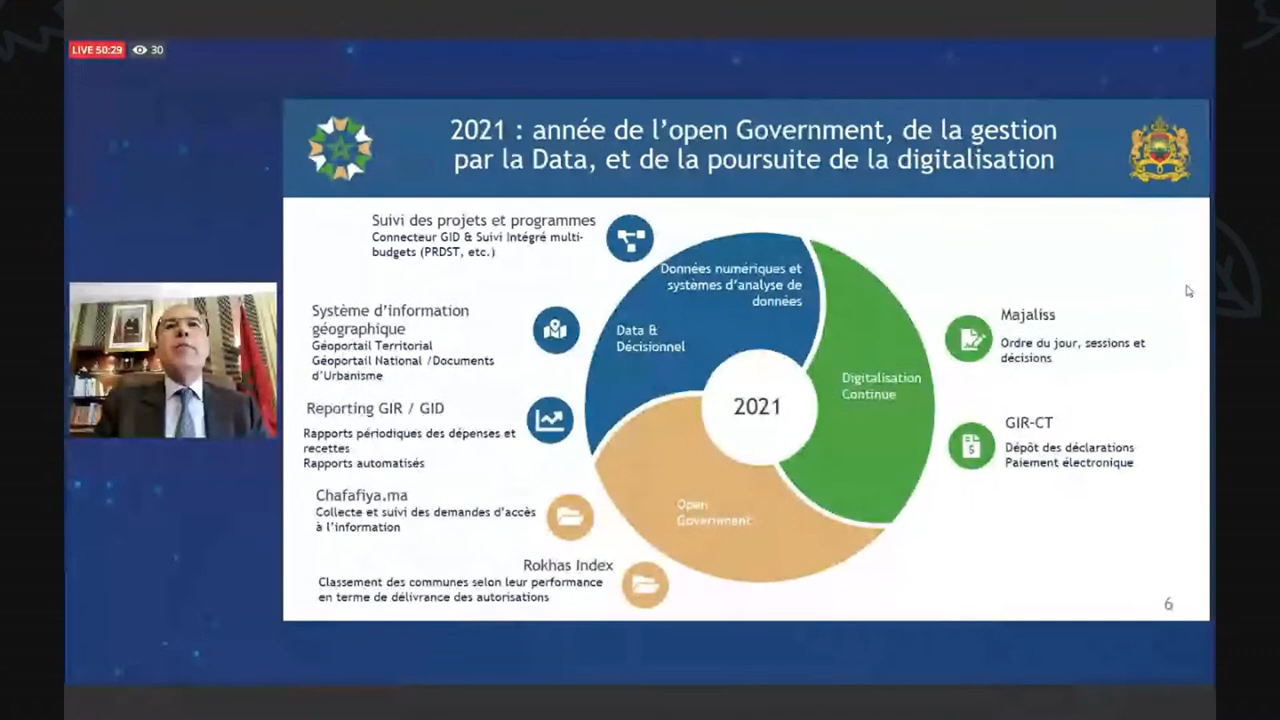 LIVE 50:29
30
2021 : année de l'open Government, de la gestion
par la Data, et de la poursuite de la digitalisation
Suivi des projets et programmes
Connecteur GID & Suivi Intégré multi-
budgets (PRDST, etc.)
Système d'information
géographique
Géoportail Territorial
Géoportail National /Documents
d'Urbanisme
Reporting GIR / GID
Rapports périodiques des dépenses et
recettes
Rapports automatisés
Chafafiya.ma
Collecte et suivi des demandes d'accès
à l'information
Rokhas Index
Classement des communes selon leur performance
en terme de délivrance des autorisations
Données numériques et
systèmes d'analyse de
données
Data &
Décisionnel
2021
Digitalisation
Continue
Open
Government
Majaliss
Ordre du jour, sessions et
décisions
GIR-CT
Dépôt des déclarations
Paiement électronique
6